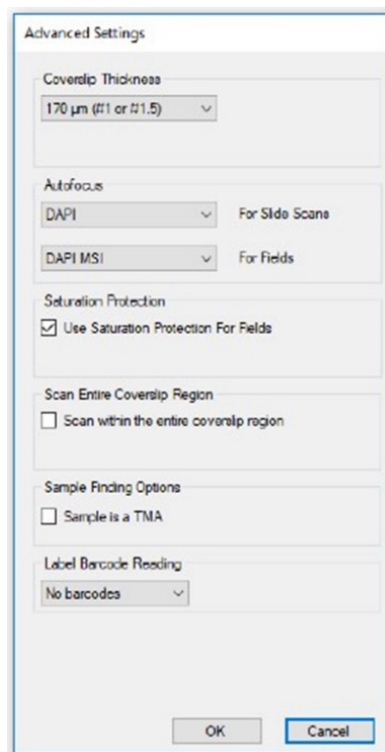 Advanced Settings
Coverslip Thickness
170 µm (#1 or #1.5)
Autofocus
DAPI
For Slide Scans
DAPI MSI
For Fields
Saturation Protection
Use Saturation Protection For Fields
Scan Entire Coverslip Region
Scan within the entire coverslip region
Sample Finding Options
Sample is a TMA
Label Barcode Reading
No barcodes
OK
Cancel